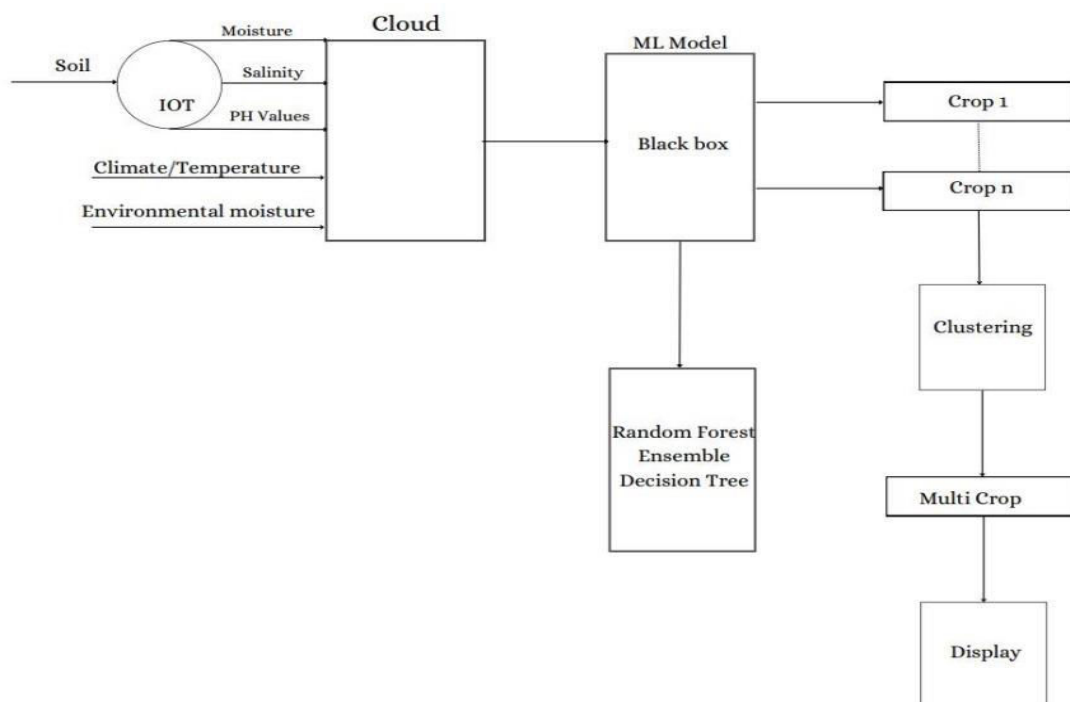 Cloud
Moisture
Soil
Salinity
IOT
PH Values
Climate/Temperature
Environmental moisture
ML Model
Black box
Crop 1
Crop n
Clustering
Random Forest
Ensemble
Decision Tree
Multi Crop
Display